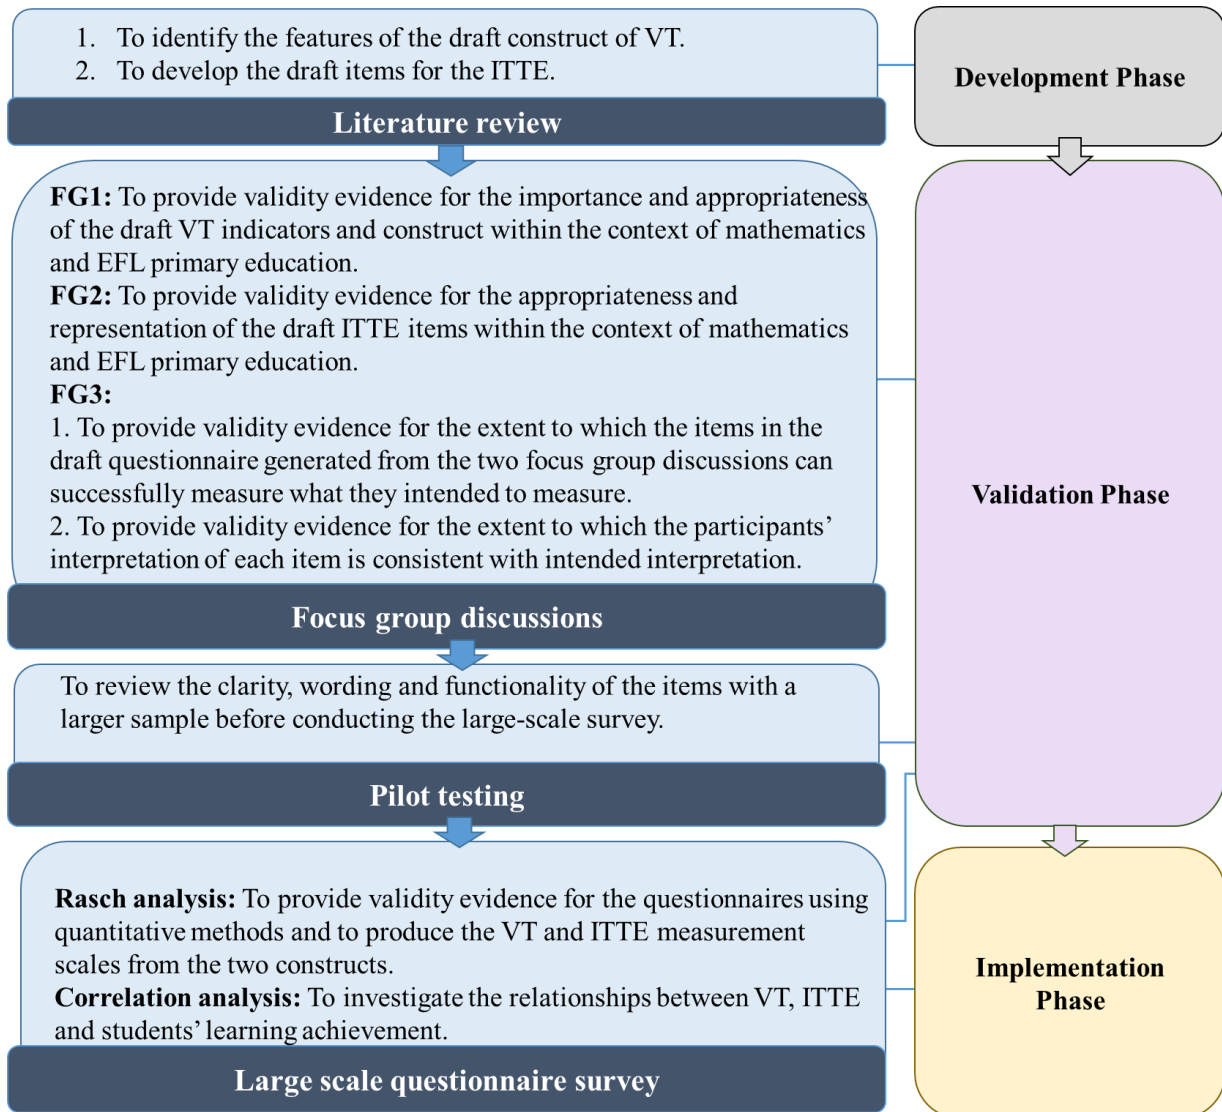 1. To identify the features of the draft construct of VT.
2. To develop the draft items for the ITTE.
Literature review
Development Phase
FG1: To provide validity evidence for the importance and appropriateness
of the draft VT indicators and construct within the context of mathematics
and EFL primary education.
FG2: To provide validity evidence for the appropriateness and
representation of the draft ITTE items within the context of mathematics
and EFL primary education.
FG3:
1. To provide validity evidence for the extent to which the items in the
draft questionnaire generated from the two focus group discussions can
successfully measure what they intended to measure.
2. To provide validity evidence for the extent to which the participants’
interpretation of each item is consistent with intended interpretation.
Focus group discussions
Validation Phase
To review the clarity, wording and functionality of the items with a
larger sample before conducting the large-scale survey.
Pilot testing
Rasch analysis: To provide validity evidence for the questionnaires using
quantitative methods and to produce the VT and ITTE measurement
scales from the two constructs.
Correlation analysis: To investigate the relationships between VT, ITTE
and students’ learning achievement.
Large scale questionnaire survey
Implementation
Phase